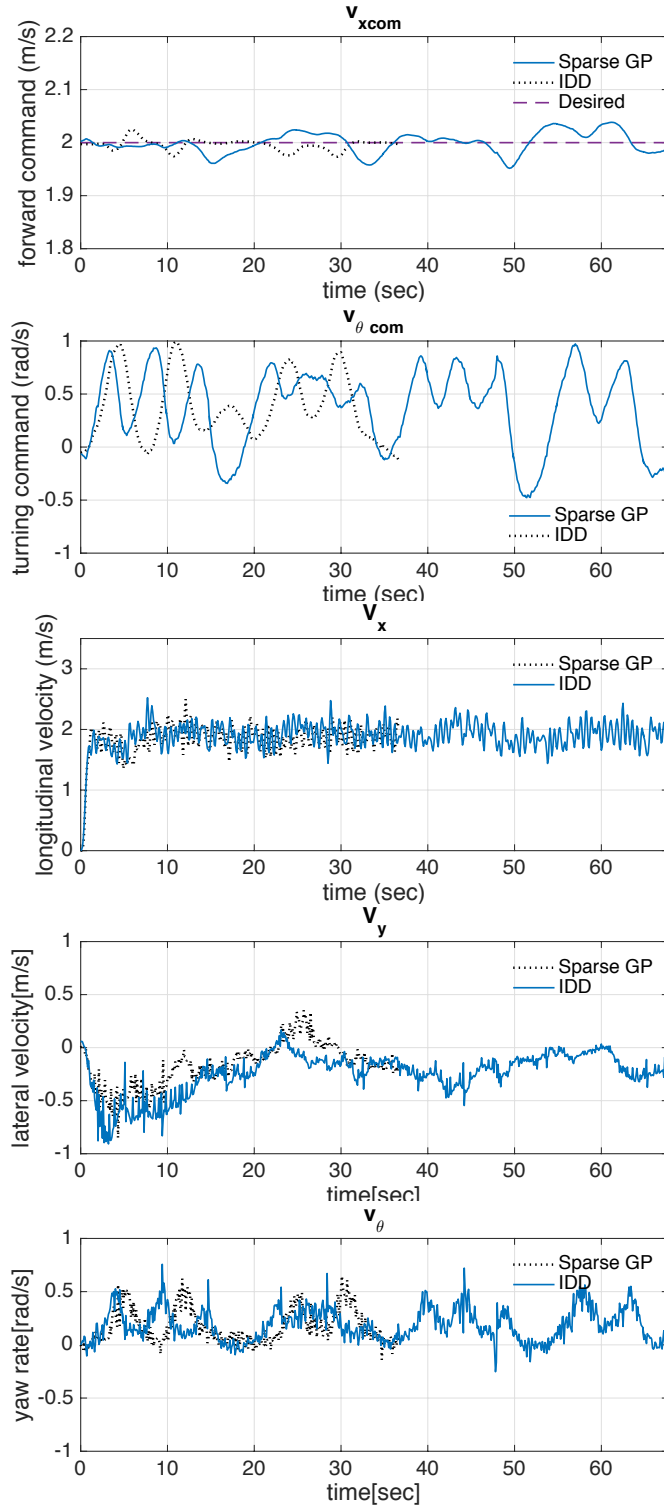 v_xcom
forward command (m/s)
2.2
2.1
2
1.9
1.8
Sparse GP
IDD
Desired
0 10 20 30 40 50 60
time (sec)
v_θ com
turning command (rad/s)
1
0.5
0
-0.5
-1
Sparse GP
IDD
0 10 20 30 40 50 60
time (sec)
V_x
longitudinal velocity (m/s)
3
2
1
0
Sparse GP
IDD
0 10 20 30 40 50 60
time (sec)
V_y
lateral velocity[m/s]
1
0.5
0
-0.5
-1
Sparse GP
IDD
0 10 20 30 40 50 60
time[sec]
v_θ
yaw rate[rad/s]
1
0.5
0
-0.5
-1
Sparse GP
IDD
0 10 20 30 40 50 60
time[sec]